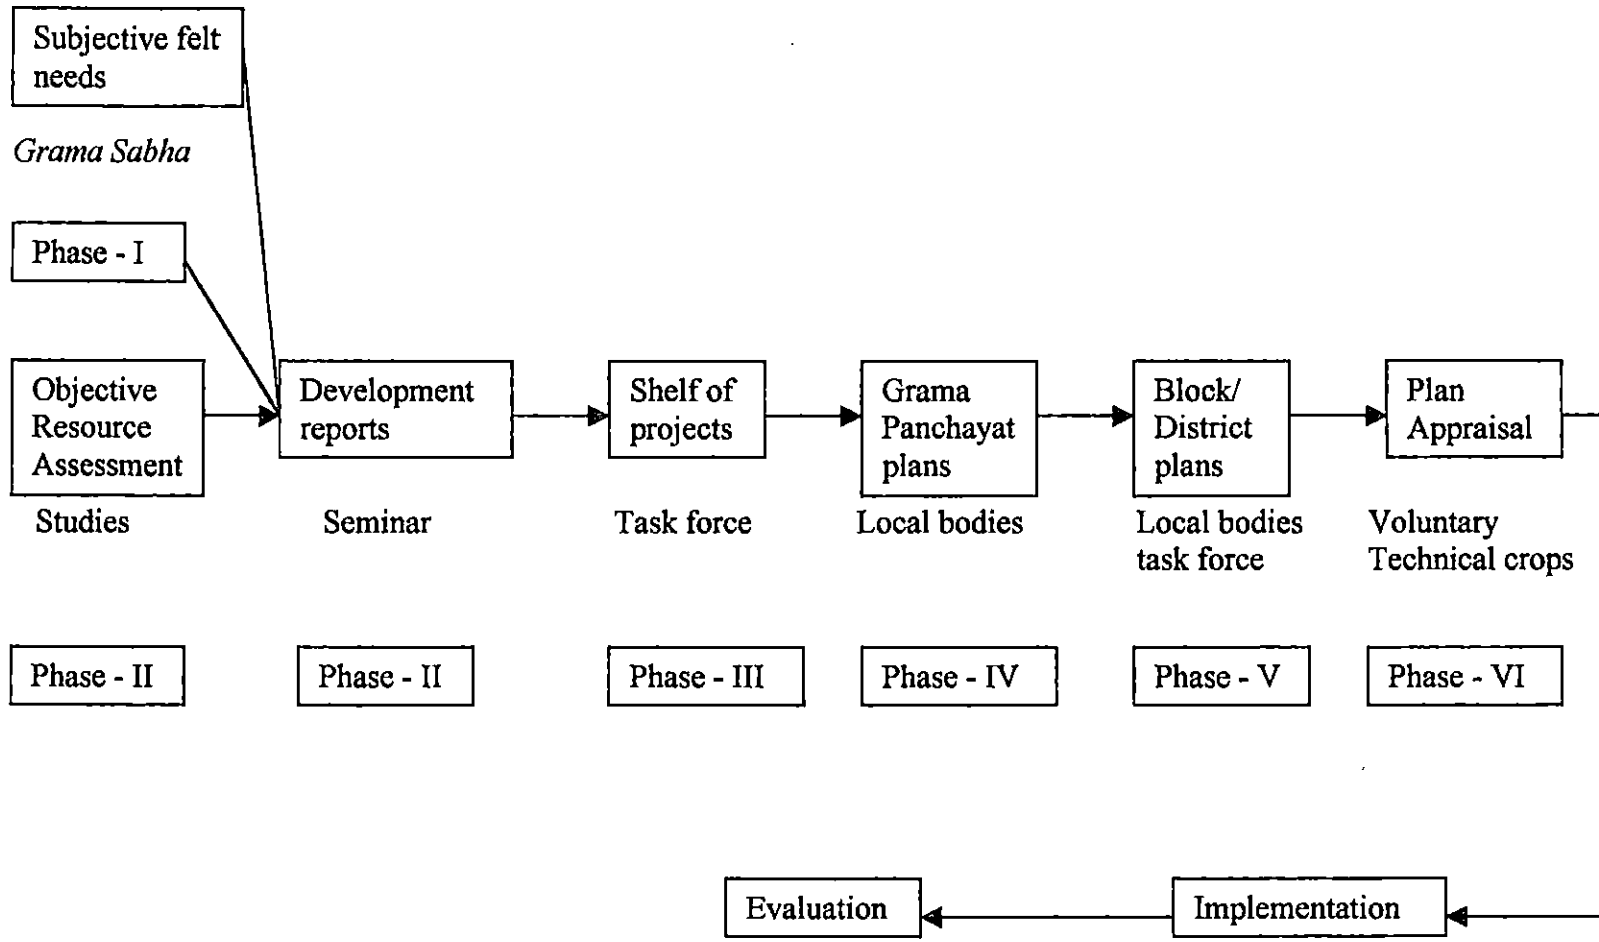 Subjective felt
needs
Grama Sabha
Phase - I
Objective
Resource
Assessment
Studies
Development
reports
Seminar
Shelf of
projects
Task force
Grama
Panchayat
plans
Local bodies
Block/
District
plans
Local bodies
task force
Plan
Appraisal
Voluntary
Technical crops
Phase - II
Phase - II
Phase - III
Phase - IV
Phase - V
Phase - VI
Evaluation
Implementation